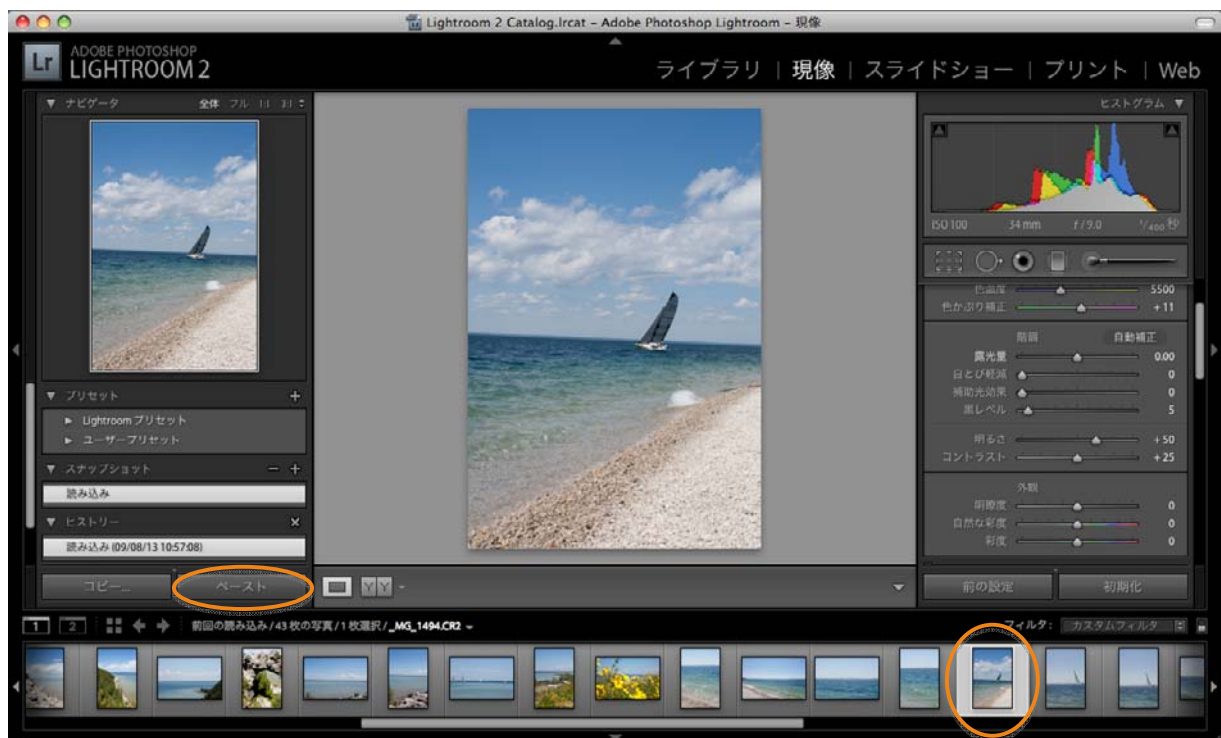 Lightroom 2 Catalog.lrcat – Adobe Photoshop Lightroom – 現像
Lr
ADOBE PHOTOSHOP
LIGHTROOM 2
ライブラリ | 現像 | スライドショー | プリント | Web
ナビゲータ 全体 フル 1:1 3:1
ヒストグラム
ISO 100 34 mm f / 9.0 1/400 秒
色温度 5500
色かぶり補正 + 11
階調 自動補正
露光量 0.00
白とび軽減 0
補助光効果 0
黒レベル 5
明るさ + 50
コントラスト + 25
外観
明瞭度 0
自然な彩度 0
彩度 0
プリセット +
Lightroom プリセット
ユーザープリセット
スナップショット − +
読み込み
ヒストリー ×
読み込み (09/08/13 10:57:08)
コピー... ペースト
Y Y
前の設定 初期化
1 2 前回の読み込み / 43 枚の写真 / 1 枚選択 / _MG_1494.CR2
フィルタ : カスタムフィルタ